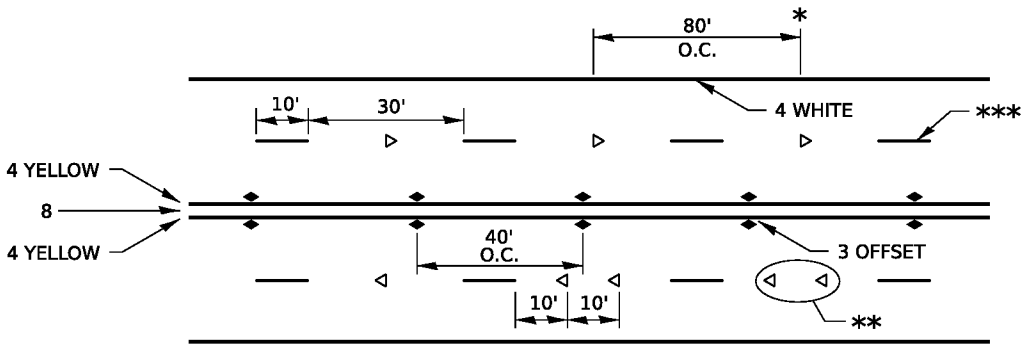 80' *
O.C.
10' 30' 4 WHITE ***
4 YELLOW
8
4 YELLOW
40'
O.C.
3 OFFSET
10' 10' **